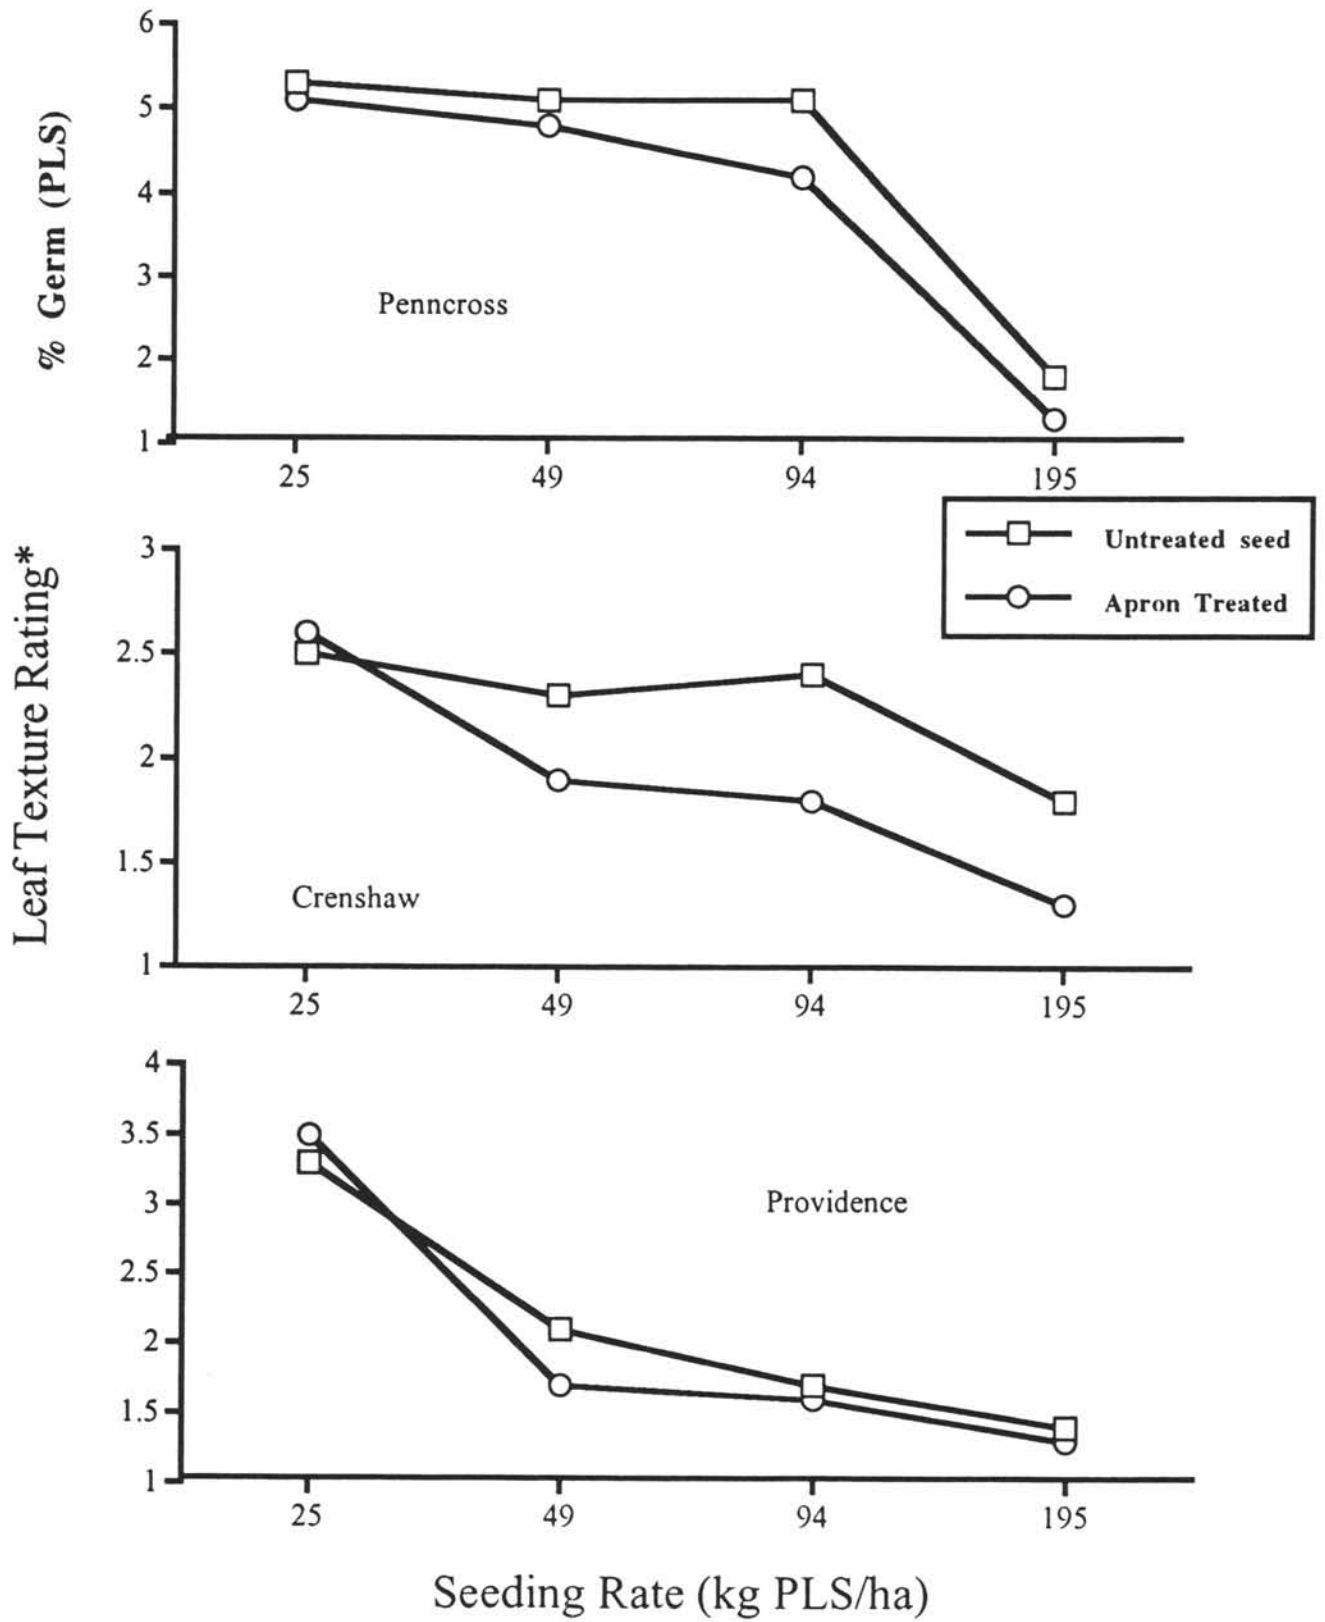 6
5
4
3
2
1
% Germ (PLS)
Penncross
25 49 94 195
Untreated seed
Apron Treated
Leaf Texture Rating*
3
2.5
2
1.5
1
Crenshaw
25 49 94 195
4
3.5
3
2.5
2
1.5
1
Providence
25 49 94 195
Seeding Rate (kg PLS/ha)